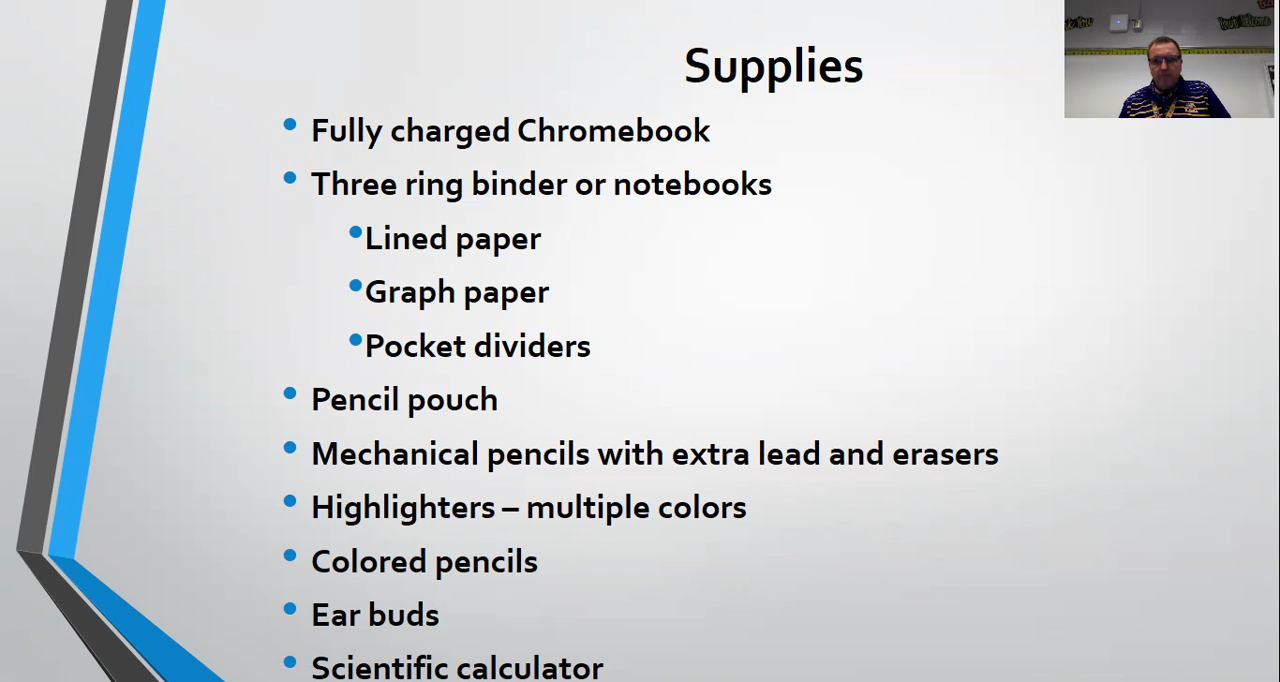 Supplies
Fully charged Chromebook
Three ring binder or notebooks
Lined paper
Graph paper
Pocket dividers
Pencil pouch
Mechanical pencils with extra lead and erasers
Highlighters – multiple colors
Colored pencils
Ear buds
Scientific calculator